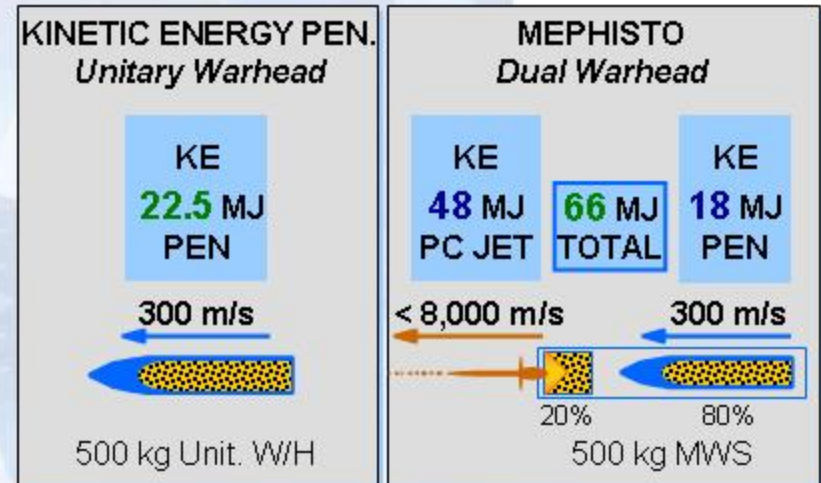 KINETIC ENERGY PEN.
Unitary Warhead
KE
22.5 MJ
PEN
300 m/s
500 kg Unit. W/H
MEPHISTO
Dual Warhead
KE
48 MJ
PC JET
66 MJ
TOTAL
KE
18 MJ
PEN
< 8,000 m/s
300 m/s
20%
80%
500 kg MWS